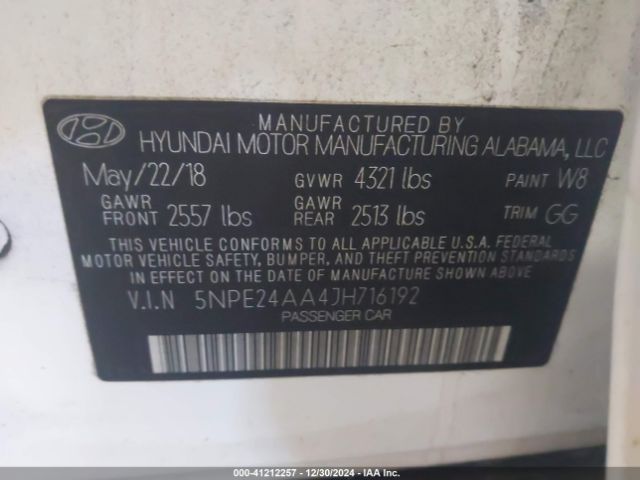 MANUFACTURED BY
HYUNDAI MOTOR MANUFACTURING ALABAMA, LLC
May/22/18 GVWR 4321 lbs PAINT W8
GAWR FRONT 2557 lbs GAWR REAR 2513 lbs TRIM GG
THIS VEHICLE CONFORMS TO ALL APPLICABLE U.S.A. FEDERAL
MOTOR VEHICLE SAFETY, BUMPER, AND THEFT PREVENTION STANDARDS
IN EFFECT ON THE DATE OF MANUFACTURE SHOWN ABOVE.
V.I.N 5NPE24AA4JH716192
PASSENGER CAR
000-41212257 - 12/30/2024 - IAA Inc.